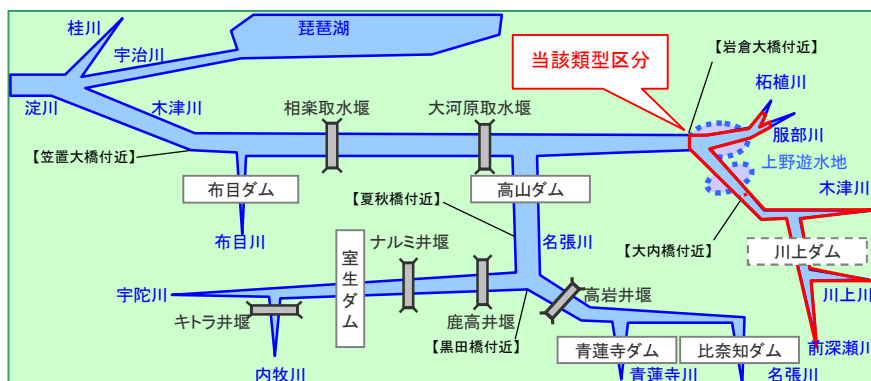 桂川
宇治川
琵琶湖
当該類型区分
【岩倉大橋付近】
柘植川
淀川
木津川
相楽取水堰
大河原取水堰
服部川
上野遊水地
【笠置大橋付近】
布目ダム
高山ダム
木津川
【夏秋橋付近】
布目川
名張川
【大内橋付近】
川上ダム
室生ダム
ナルミ井堰
宇陀川
高岩井堰
川上川
キトラ井堰
鹿高井堰
【黒田橋付近】
青蓮寺ダム
比奈知ダム
前深瀬川
内牧川
青蓮寺川
名張川